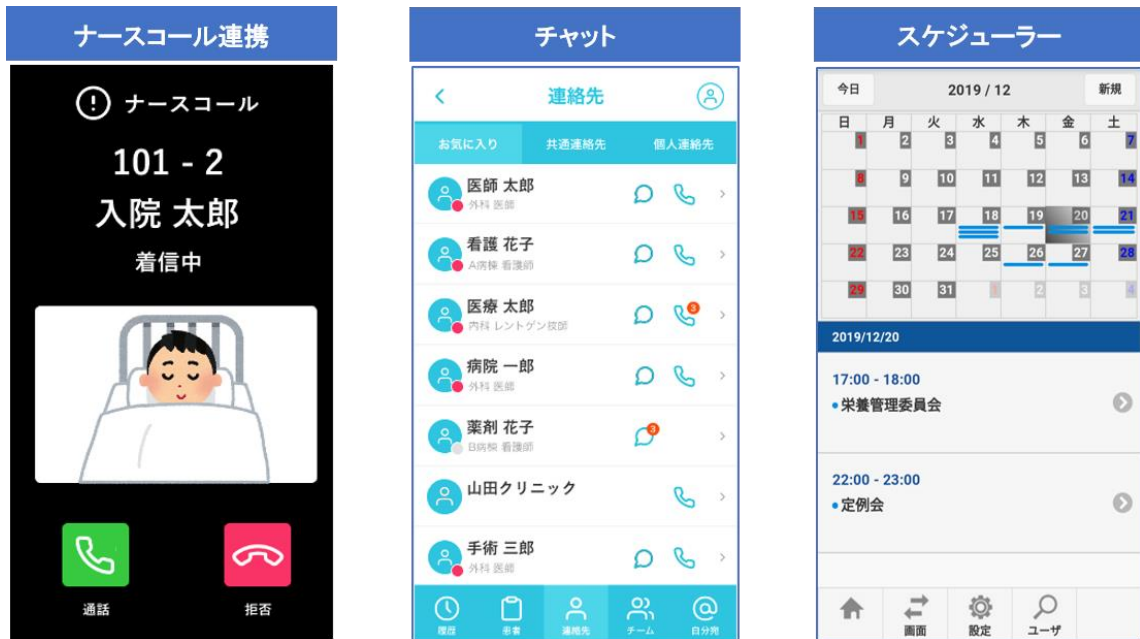 ナースコール連携
ナースコール
101 - 2
入院 太郎
着信中
通話
拒否
チャット
連絡先
お気に入り 共通連絡先 個人連絡先
医師 太郎
外科 医師
看護 花子
A病棟 看護師
医療 太郎
内科 レントゲン技師
3
病院 一郎
外科 医師
薬剤 花子
B病棟 看護師
3
山田クリニック
手術 三郎
外科 医師
履歴 患者 連絡先 チーム 自分宛
スケジューラー
今日 2019 / 12 新規
日 月 火 水 木 金 土
1 2 3 4 5 6 7
8 9 10 11 12 13 14
15 16 17 18 19 20 21
22 23 24 25 26 27 28
29 30 31 1 2 3 4
2019/12/20
17:00 - 18:00
•栄養管理委員会
22:00 - 23:00
•定例会
画面 設定 ユーザ